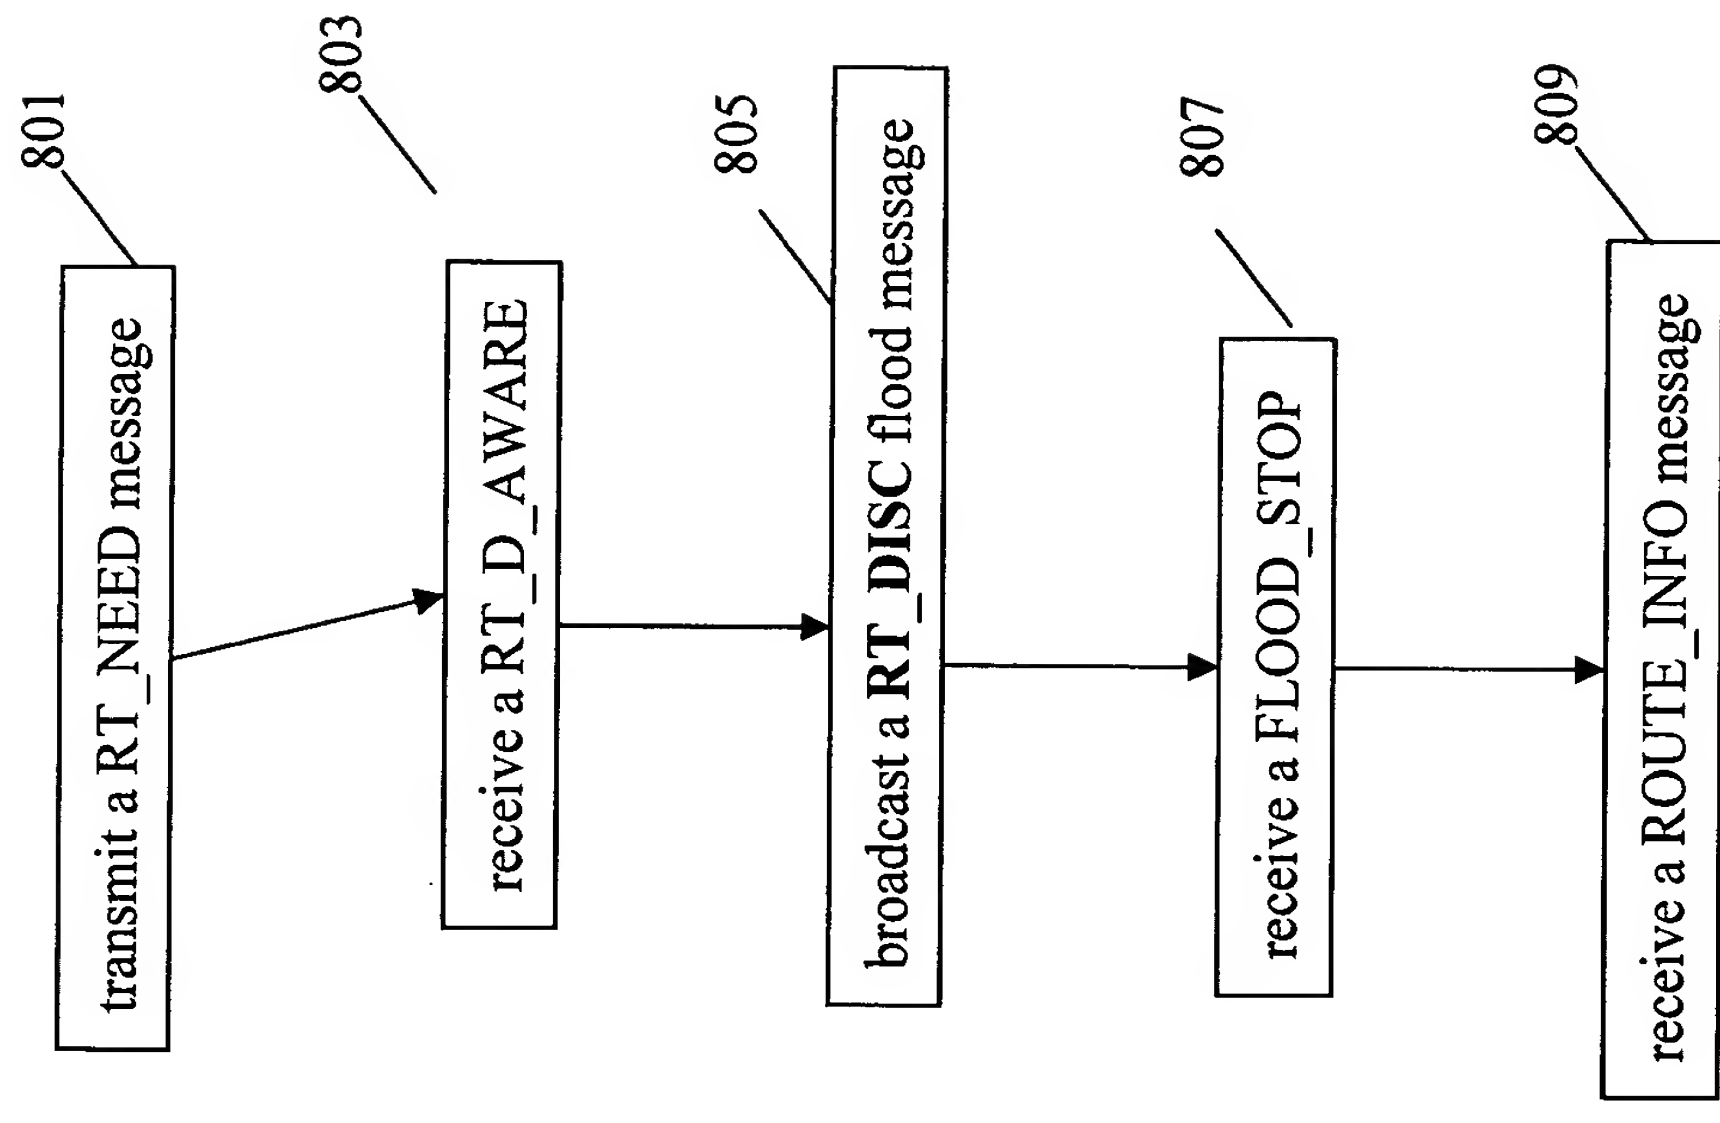 801
transmit a RT_NEED message
803
receive a RT_D_AWARE
805
broadcast a RT_DISC flood message
807
receive a FLOOD_STOP
809
receive a ROUTE_INFO message